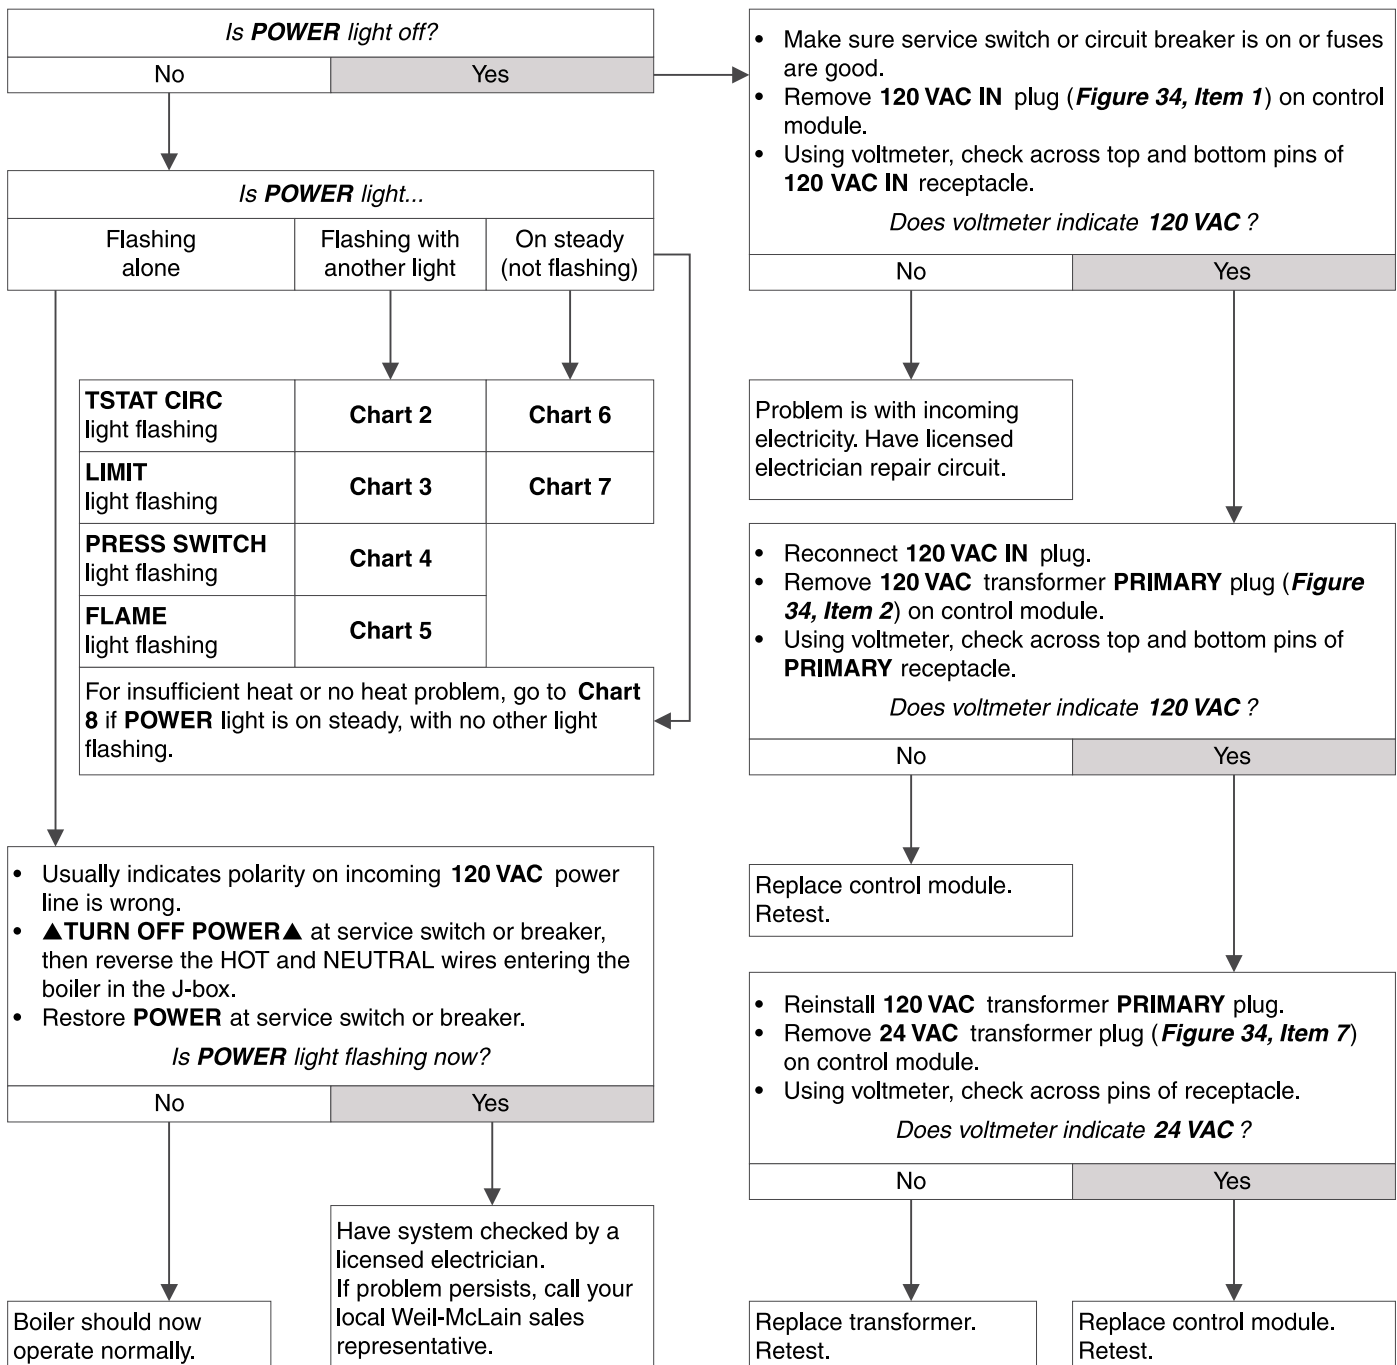 Is POWER light off?
No
Yes
Is POWER light...
Flashing
alone
Flashing with
another light
On steady
(not flashing)
TSTAT CIRC
light flashing
Chart 2
Chart 6
LIMIT
light flashing
Chart 3
Chart 7
PRESS SWITCH
light flashing
Chart 4
FLAME
light flashing
Chart 5
For insufficient heat or no heat problem, go to Chart
8 if POWER light is on steady, with no other light
flashing.
• Usually indicates polarity on incoming 120 VAC power
line is wrong.
• ▲TURN OFF POWER▲ at service switch or breaker,
then reverse the HOT and NEUTRAL wires entering the
boiler in the J-box.
• Restore POWER at service switch or breaker.
Is POWER light flashing now?
No
Yes
Boiler should now
operate normally.
Have system checked by a
licensed electrician.
If problem persists, call your
local Weil-McLain sales
representative.
• Make sure service switch or circuit breaker is on or fuses
are good.
• Remove 120 VAC IN plug (Figure 34, Item 1) on control
module.
• Using voltmeter, check across top and bottom pins of
120 VAC IN receptacle.
Does voltmeter indicate 120 VAC ?
No
Yes
Problem is with incoming
electricity. Have licensed
electrician repair circuit.
• Reconnect 120 VAC IN plug.
• Remove 120 VAC transformer PRIMARY plug (Figure
34, Item 2) on control module.
• Using voltmeter, check across top and bottom pins of
PRIMARY receptacle.
Does voltmeter indicate 120 VAC ?
No
Yes
Replace control module.
Retest.
• Reinstall 120 VAC transformer PRIMARY plug.
• Remove 24 VAC transformer plug (Figure 34, Item 7)
on control module.
• Using voltmeter, check across pins of receptacle.
Does voltmeter indicate 24 VAC ?
No
Yes
Replace transformer.
Retest.
Replace control module.
Retest.